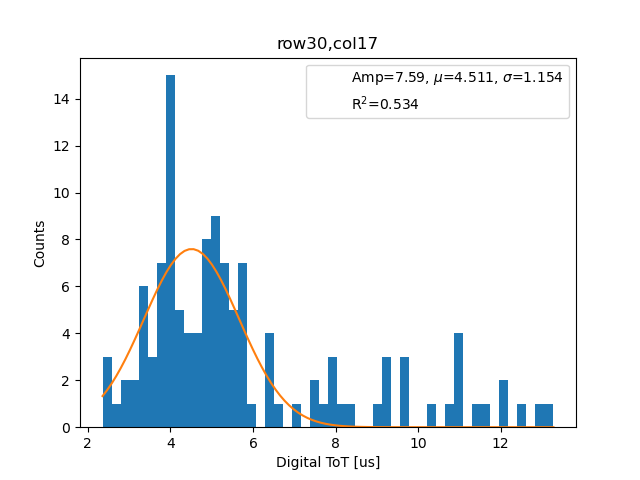 row30,col17
Amp=7.59, μ=4.511, σ=1.154
R²=0.534
14
12
10
8
6
4
2
0
Counts
2 4 6 8 10 12
Digital ToT [us]